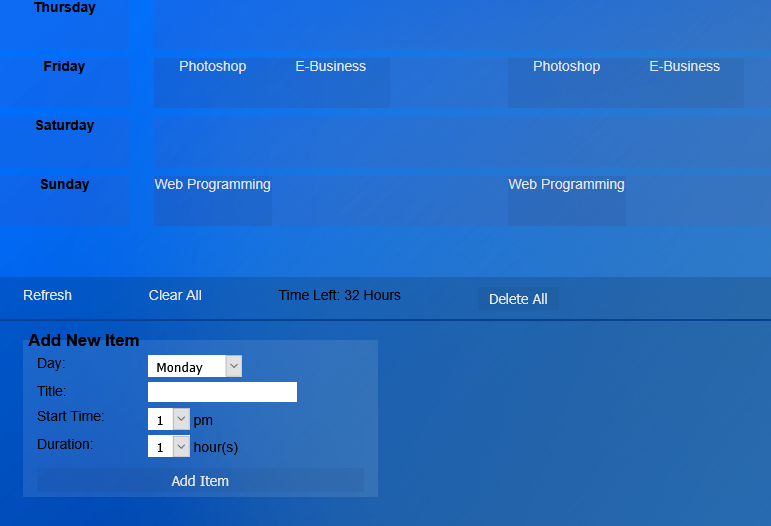 Thursday
Friday Photoshop E-Business Photoshop E-Business
Saturday
Sunday Web Programming Web Programming
Refresh Clear All Time Left: 32 Hours Delete All
Add New Item
Day: Monday
Title:
Start Time: 1 pm
Duration: 1 hour(s)
Add Item